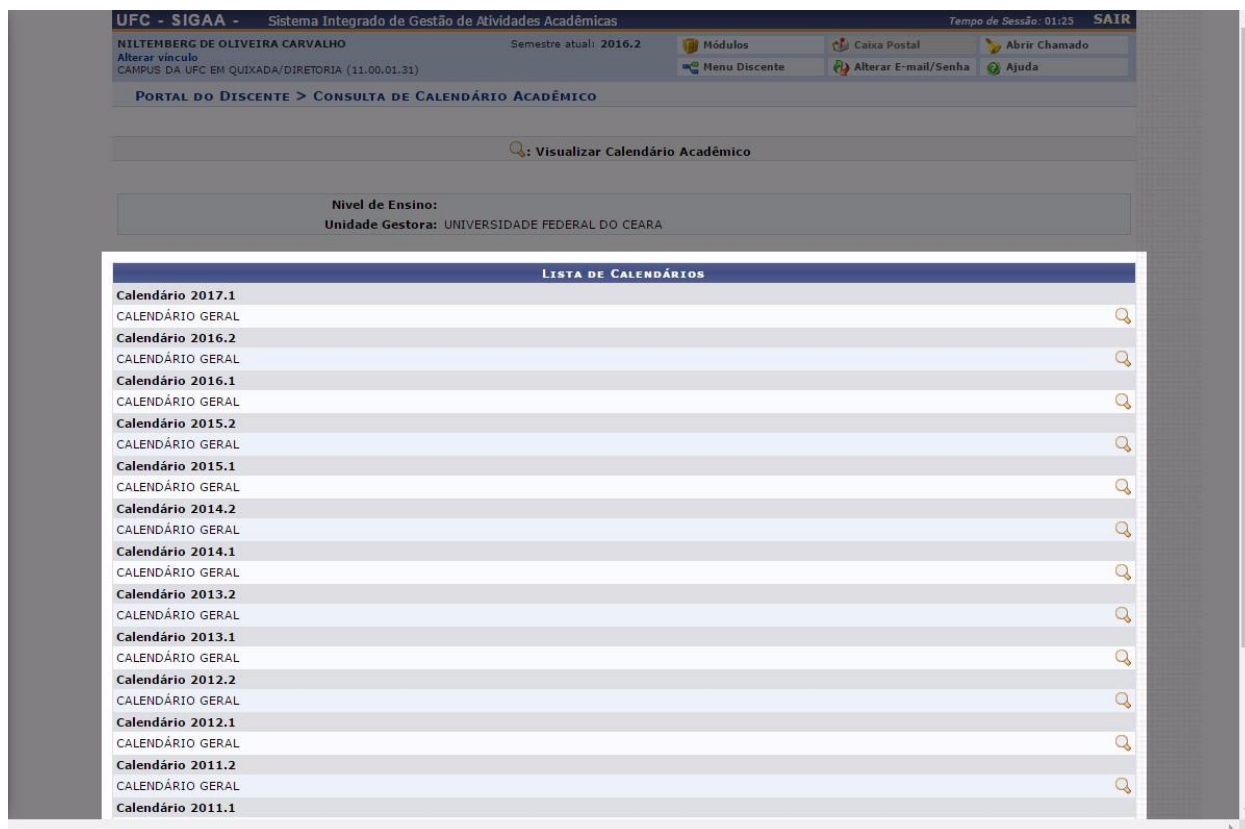 UFC - SIGAA - Sistema Integrado de Gestão de Atividades Acadêmicas Tempo de Sessão: 01:25 SAIR
NILTEMBERG DE OLIVEIRA CARVALHO Semestre atual: 2016.2 Módulos Caixa Postal Abrir Chamado
Alterar vínculo
CAMPUS DA UFC EM QUIXADA/DIRETORIA (11.00.01.31) Menu Discente Alterar E-mail/Senha Ajuda
PORTAL DO DISCENTE > CONSULTA DE CALENDÁRIO ACADÊMICO
: Visualizar Calendário Acadêmico
Nível de Ensino:
Unidade Gestora: UNIVERSIDADE FEDERAL DO CEARA
LISTA DE CALENDÁRIOS
Calendário 2017.1
CALENDÁRIO GERAL
Calendário 2016.2
CALENDÁRIO GERAL
Calendário 2016.1
CALENDÁRIO GERAL
Calendário 2015.2
CALENDÁRIO GERAL
Calendário 2015.1
CALENDÁRIO GERAL
Calendário 2014.2
CALENDÁRIO GERAL
Calendário 2014.1
CALENDÁRIO GERAL
Calendário 2013.2
CALENDÁRIO GERAL
Calendário 2013.1
CALENDÁRIO GERAL
Calendário 2012.2
CALENDÁRIO GERAL
Calendário 2012.1
CALENDÁRIO GERAL
Calendário 2011.2
CALENDÁRIO GERAL
Calendário 2011.1